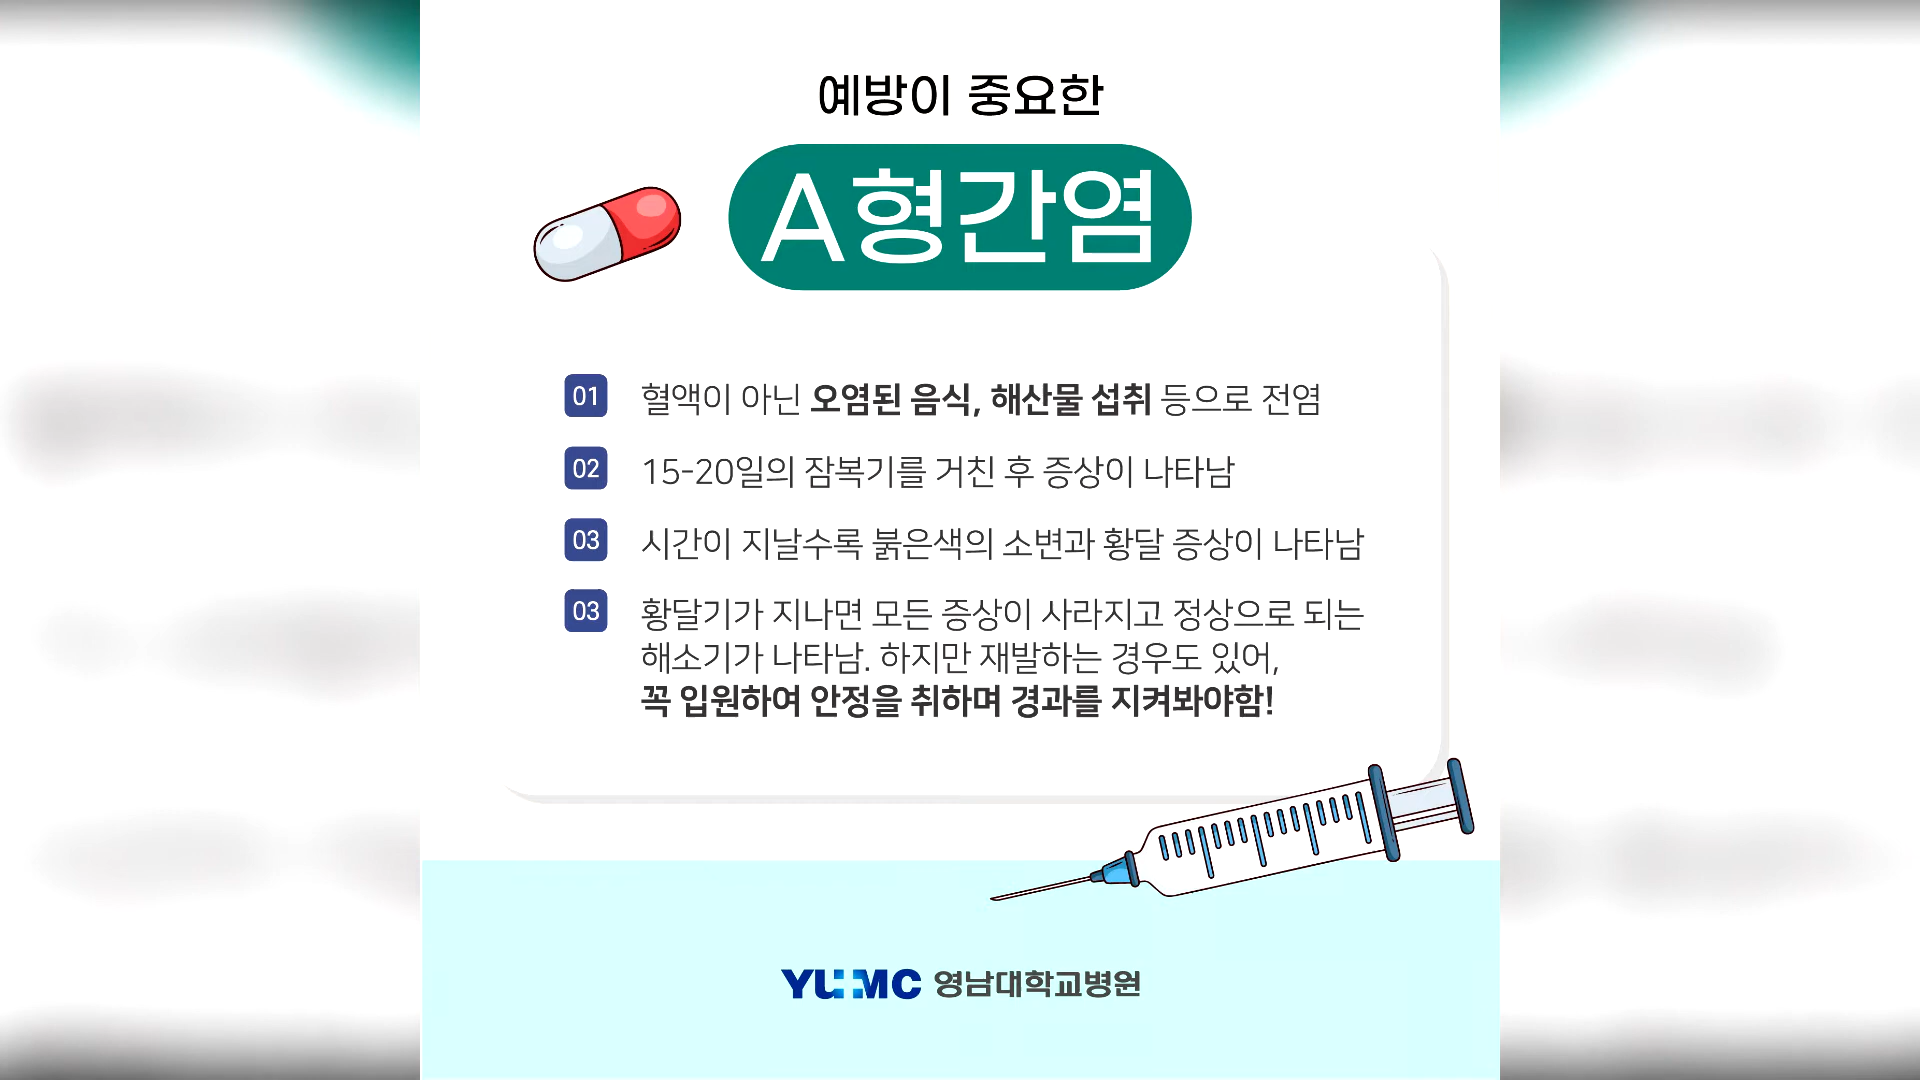 예방이 중요한
A형간염
01 혈액이 아닌 오염된 음식, 해산물 섭취 등으로 전염
02 15-20일의 잠복기를 거친 후 증상이 나타남
03 시간이 지날수록 붉은색의 소변과 황달 증상이 나타남
03 황달기가 지나면 모든 증상이 사라지고 정상으로 되는
해소기가 나타남. 하지만 재발하는 경우도 있어,
꼭 입원하여 안정을 취하며 경과를 지켜봐야함!
YUMC 영남대학교병원